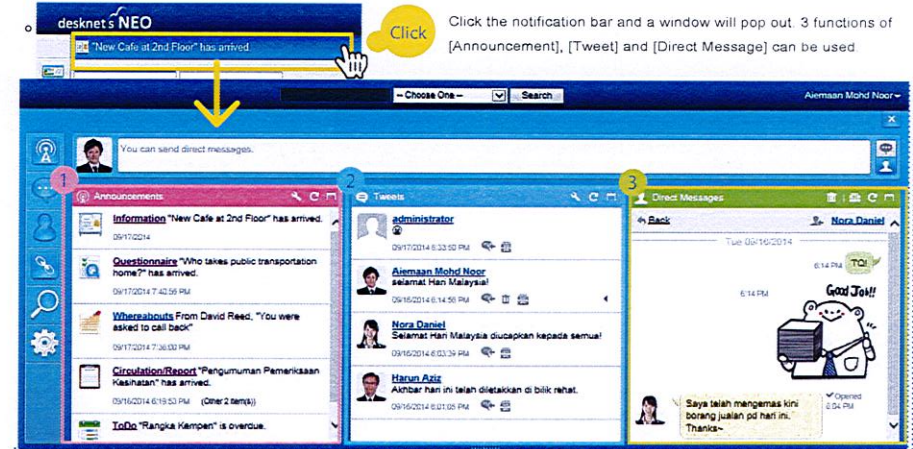 desknet's NEO
"New Cafe at 2nd Floor" has arrived.
Click
Click the notification bar and a window will pop out. 3 functions of
[Announcement], [Tweet] and [Direct Message] can be used.
-- Choose One --
Search
Aiemaan Mohd Noor
You can send direct messages.
1
Announcements
Information "New Cafe at 2nd Floor" has arrived.
09/17/2014
Questionnaire "Who takes public transportation
home?" has arrived.
09/17/2014 7:40:56 PM
Whereabouts From David Reed, "You were
asked to call back"
09/17/2014 7:36:00 PM
Circulation/Report "Pengumuman Pemeriksaan
Kesihatan" has arrived.
09/16/2014 6:19:53 PM (Other 2 item(s))
ToDo "Rangka Kempen" is overdue.
2
Tweets
administrator
09/17/2014 6:33:50 PM
Aiemaan Mohd Noor
selamat Hari Malaysia!
09/16/2014 6:14:56 PM
Nora Daniel
Selamat Hari Malaysia diucapkan kepada semua!
09/16/2014 6:03:39 PM
Harun Aziz
Akhbar hari ini telah diletakkan di bilik rehat.
09/16/2014 6:01:05 PM
3
Direct Messages
Back
Nora Daniel
Tue 09/16/2014
6:14 PM TQ!
6:14 PM Good Job!!
Saya telah mengemas kini
borang jualan pd hari ini.
Thanks~
Opened
6:04 PM